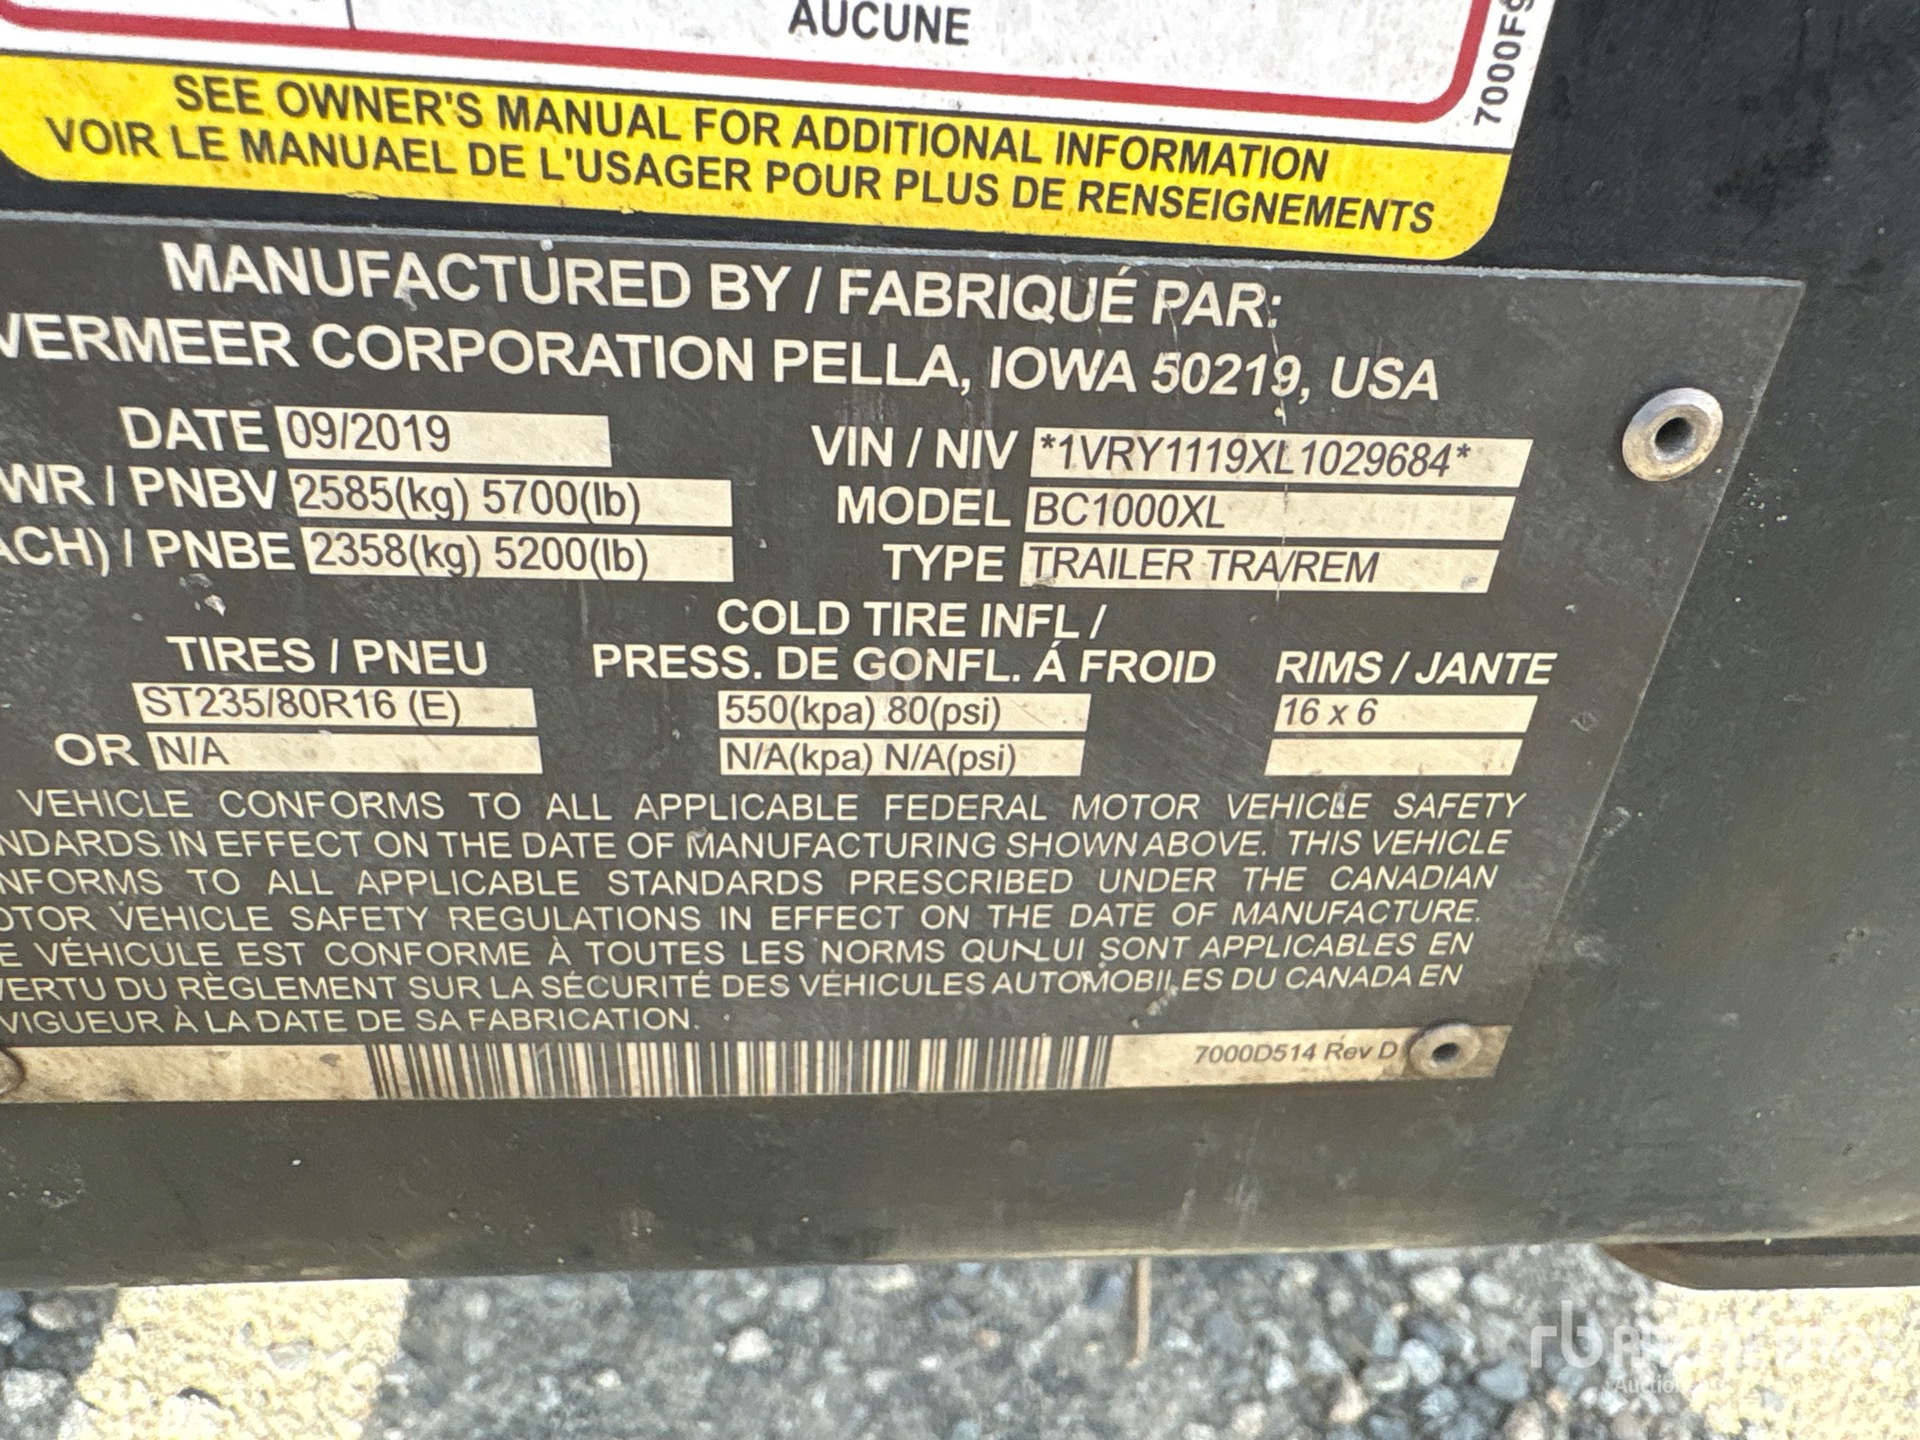 AUCUNE
7000F9
SEE OWNER'S MANUAL FOR ADDITIONAL INFORMATION
VOIR LE MANUAEL DE L'USAGER POUR PLUS DE RENSEIGNEMENTS
MANUFACTURED BY / FABRIQUÉ PAR:
VERMEER CORPORATION PELLA, IOWA 50219, USA
DATE 09/2019 VIN / NIV *1VRY1119XL1029684*
WR / PNBV 2585(kg) 5700(lb) MODEL BC1000XL
ACH) / PNBE 2358(kg) 5200(lb) TYPE TRAILER TRA/REM
COLD TIRE INFL /
TIRES / PNEU PRESS. DE GONFL. Á FROID RIMS / JANTE
ST235/80R16 (E) 550(kpa) 80(psi) 16 x 6
OR N/A N/A(kpa) N/A(psi)
VEHICLE CONFORMS TO ALL APPLICABLE FEDERAL MOTOR VEHICLE SAFETY
NDARDS IN EFFECT ON THE DATE OF MANUFACTURING SHOWN ABOVE. THIS VEHICLE
NFORMS TO ALL APPLICABLE STANDARDS PRESCRIBED UNDER THE CANADIAN
OTOR VEHICLE SAFETY REGULATIONS IN EFFECT ON THE DATE OF MANUFACTURE.
E VÉHICULE EST CONFORME À TOUTES LES NORMS QUI LUI SONT APPLICABLES EN
VERTU DU RÈGLEMENT SUR LA SÉCURITÉ DES VÉHICULES AUTOMOBILES DU CANADA EN
VIGUEUR À LA DATE DE SA FABRICATION.
7000D514 Rev D